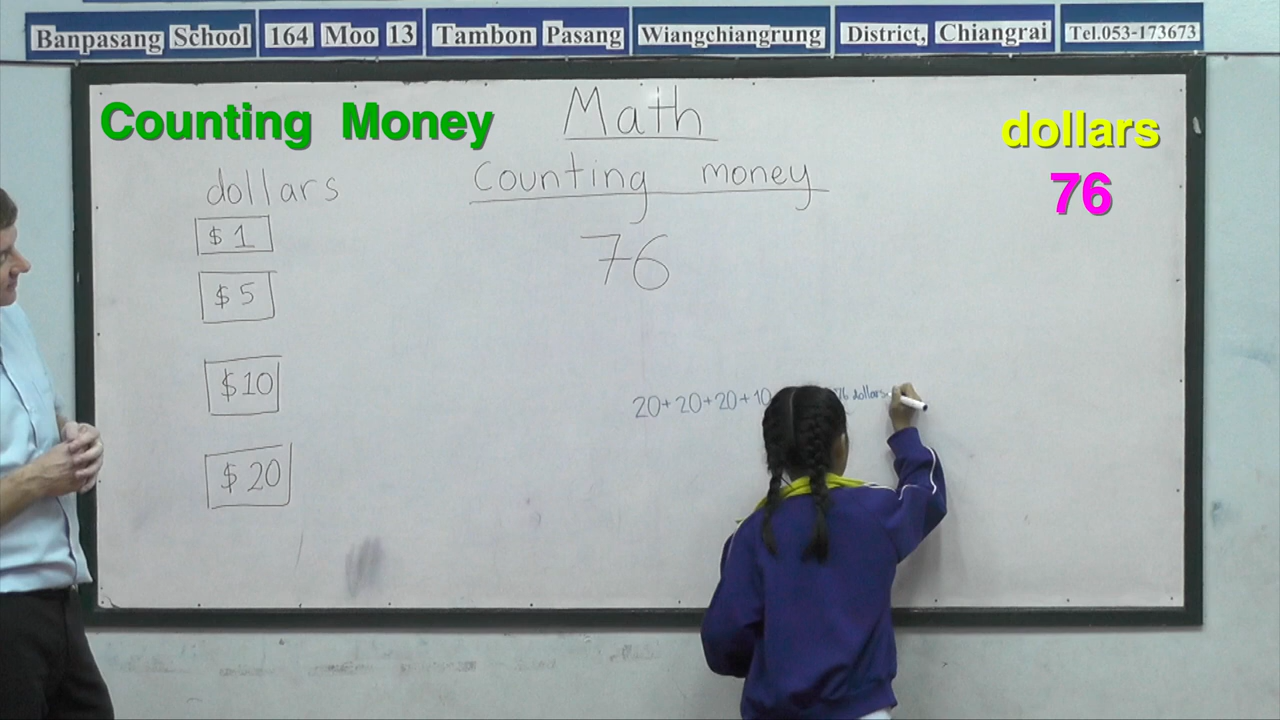 Banpasang School 164 Moo 13 Tambon Pasang Wiangchiangrung District, Chiangrai Tel.053-173673
Counting Money
Math
dollars
76
dollars
Counting money
$ 1
76
$ 5
$10
20+20+20+10
76 dollars
$ 20